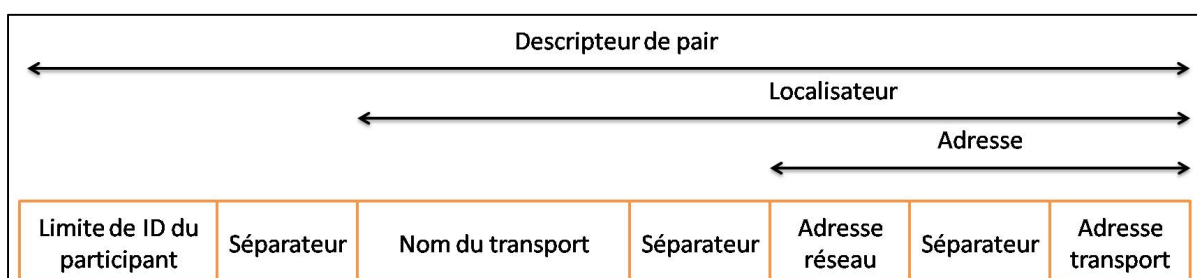 Descripteur de pair
Localisateur
Adresse
Limite de ID du
participant
Séparateur
Nom du transport
Séparateur
Adresse
réseau
Séparateur
Adresse
transport